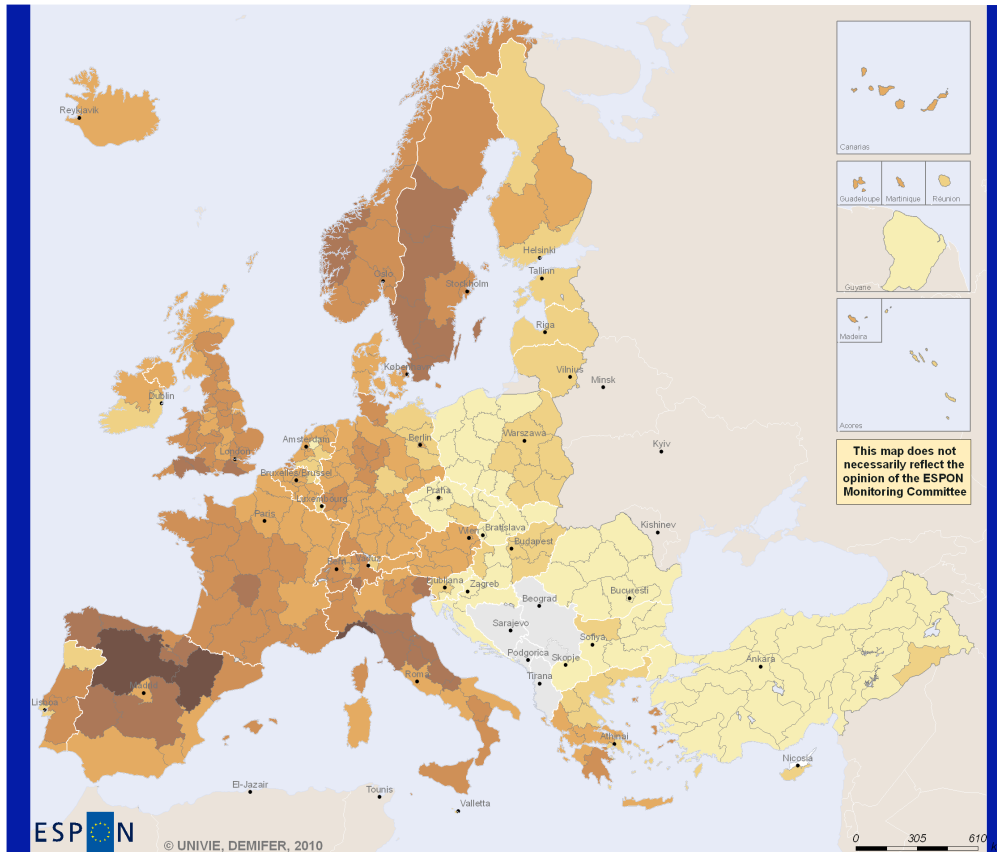 Reykjavik
Canarias
Guadeloupe
Martinique
Réunion
Guyane
Madeira
Acores
This map does not
necessarily reflect the
opinion of the ESPON
Monitoring Committee
Oslo
Stockholm
Helsinki
Tallinn
Riga
Vilnius
Minsk
Dublin
London
Amsterdam
Berlin
Warszawa
Kyiv
Bruxelles/Brussel
Luxembourg
Paris
Praha
Wien
Bratislava
Budapest
Kishinev
Bern
Vaduz
Ljubljana
Zagreb
Beograd
Bucuresti
Sarajevo
Sofiya
Podgorica
Skopje
Tirana
Roma
Madrid
Ankara
Athinai
Nicosia
El-Jazair
Tounis
Valletta
ESPON
© UNIVIE, DEMIFER, 2010
0 305 610